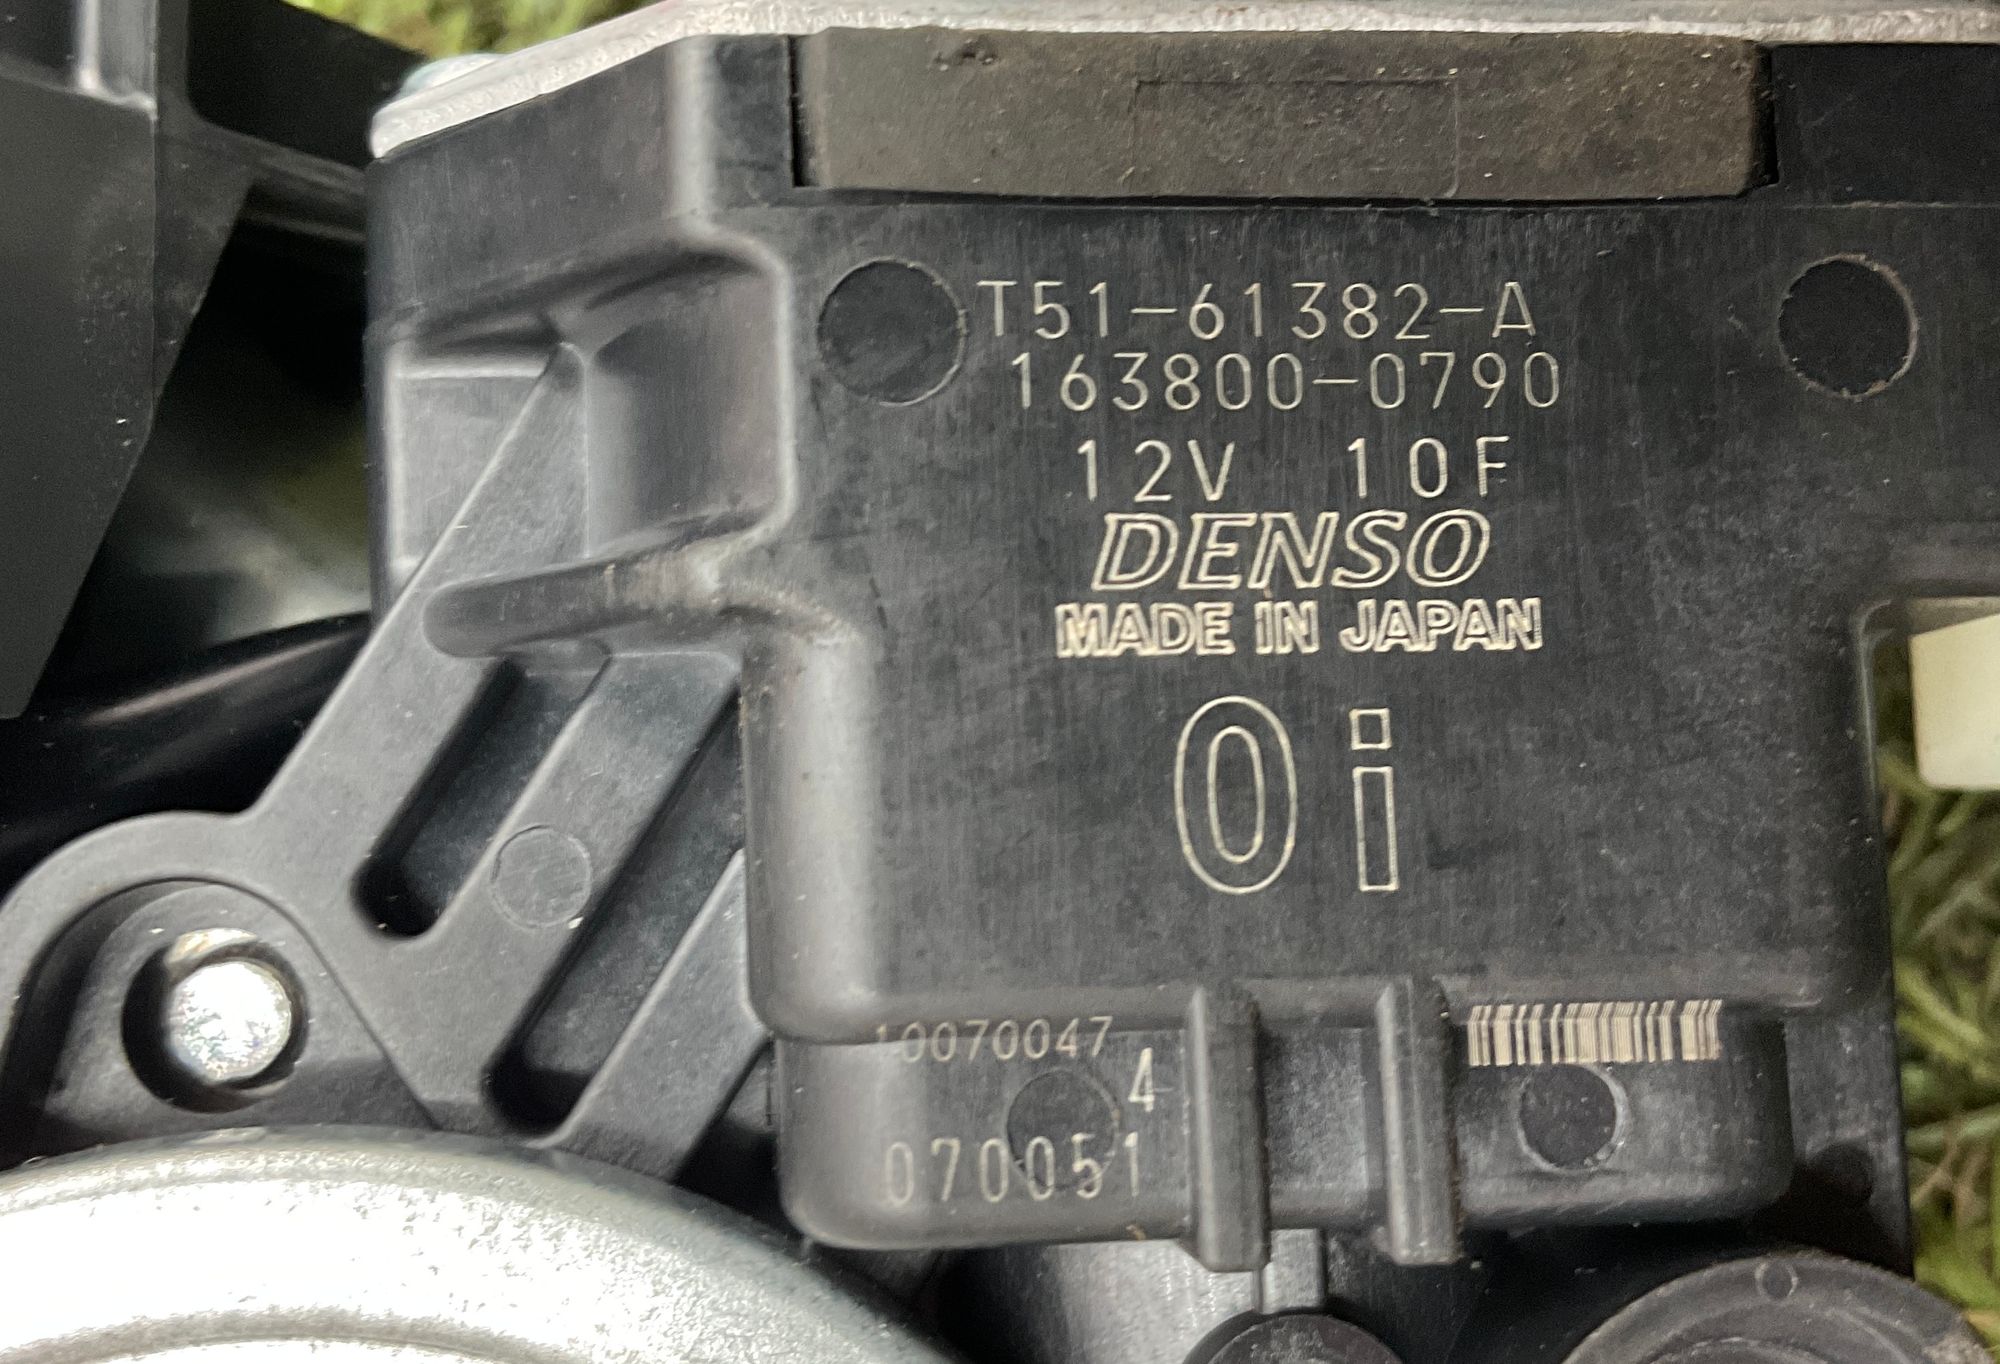 T51-61382-A
163800-0790
12V 10F
DENSO
MADE IN JAPAN
0i
10070047
4
070051